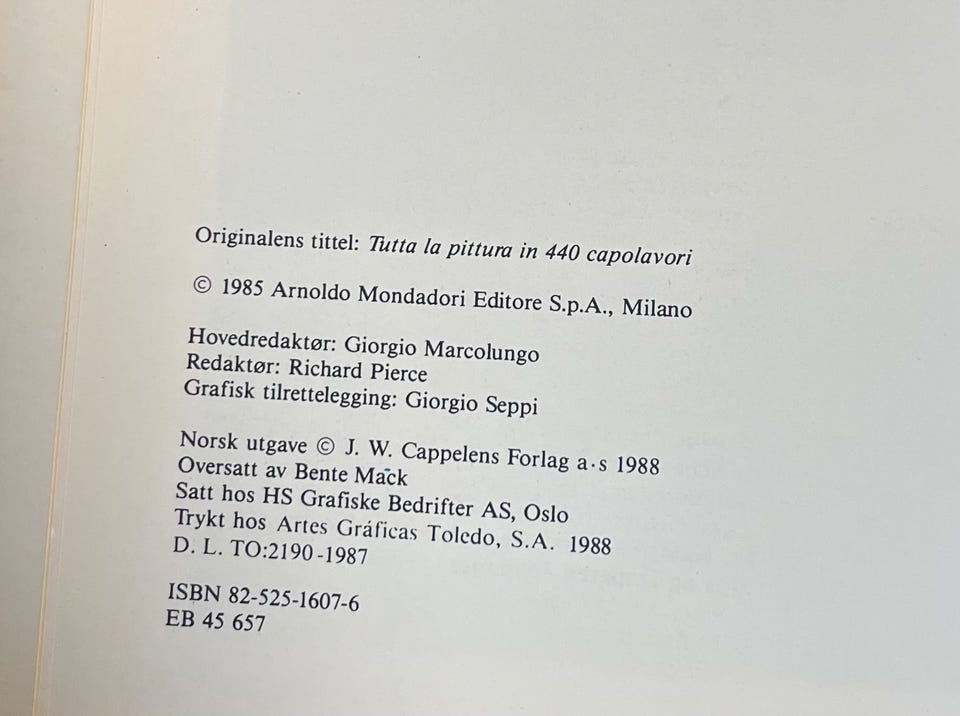 Originalens tittel: Tutta la pittura in 440 capolavori
© 1985 Arnoldo Mondadori Editore S.p.A., Milano
Hovedredaktør: Giorgio Marcolungo
Redaktør: Richard Pierce
Grafisk tilrettelegging: Giorgio Seppi
Norsk utgave © J. W. Cappelens Forlag a·s 1988
Oversatt av Bente Mack
Satt hos HS Grafiske Bedrifter AS, Oslo
Trykt hos Artes Gráficas Toledo, S.A. 1988
D. L. TO:2190-1987
ISBN 82-525-1607-6
EB 45 657